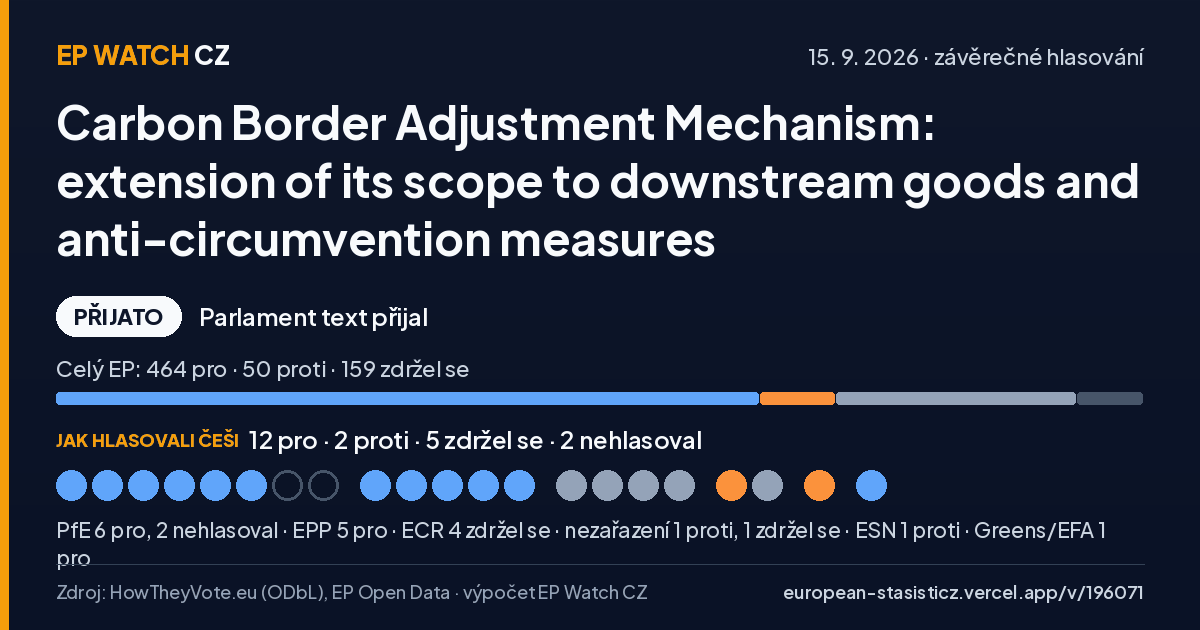 EP WATCH CZ
15. 9. 2026 · závěrečné hlasování
Carbon Border Adjustment Mechanism:
extension of its scope to downstream goods and
anti-circumvention measures
PŘIJATO Parlament text přijal
Celý EP: 464 pro · 50 proti · 159 zdržel se
JAK HLASOVALI ČEŠI 12 pro · 2 proti · 5 zdržel se · 2 nehlasoval
PfE 6 pro, 2 nehlasoval · EPP 5 pro · ECR 4 zdržel se · nezařazení 1 proti, 1 zdržel se · ESN 1 proti · Greens/EFA 1
pro
Zdroj: HowTheyVote.eu (ODbL), EP Open Data · výpočet EP Watch CZ
european-stasisticz.vercel.app/v/196071